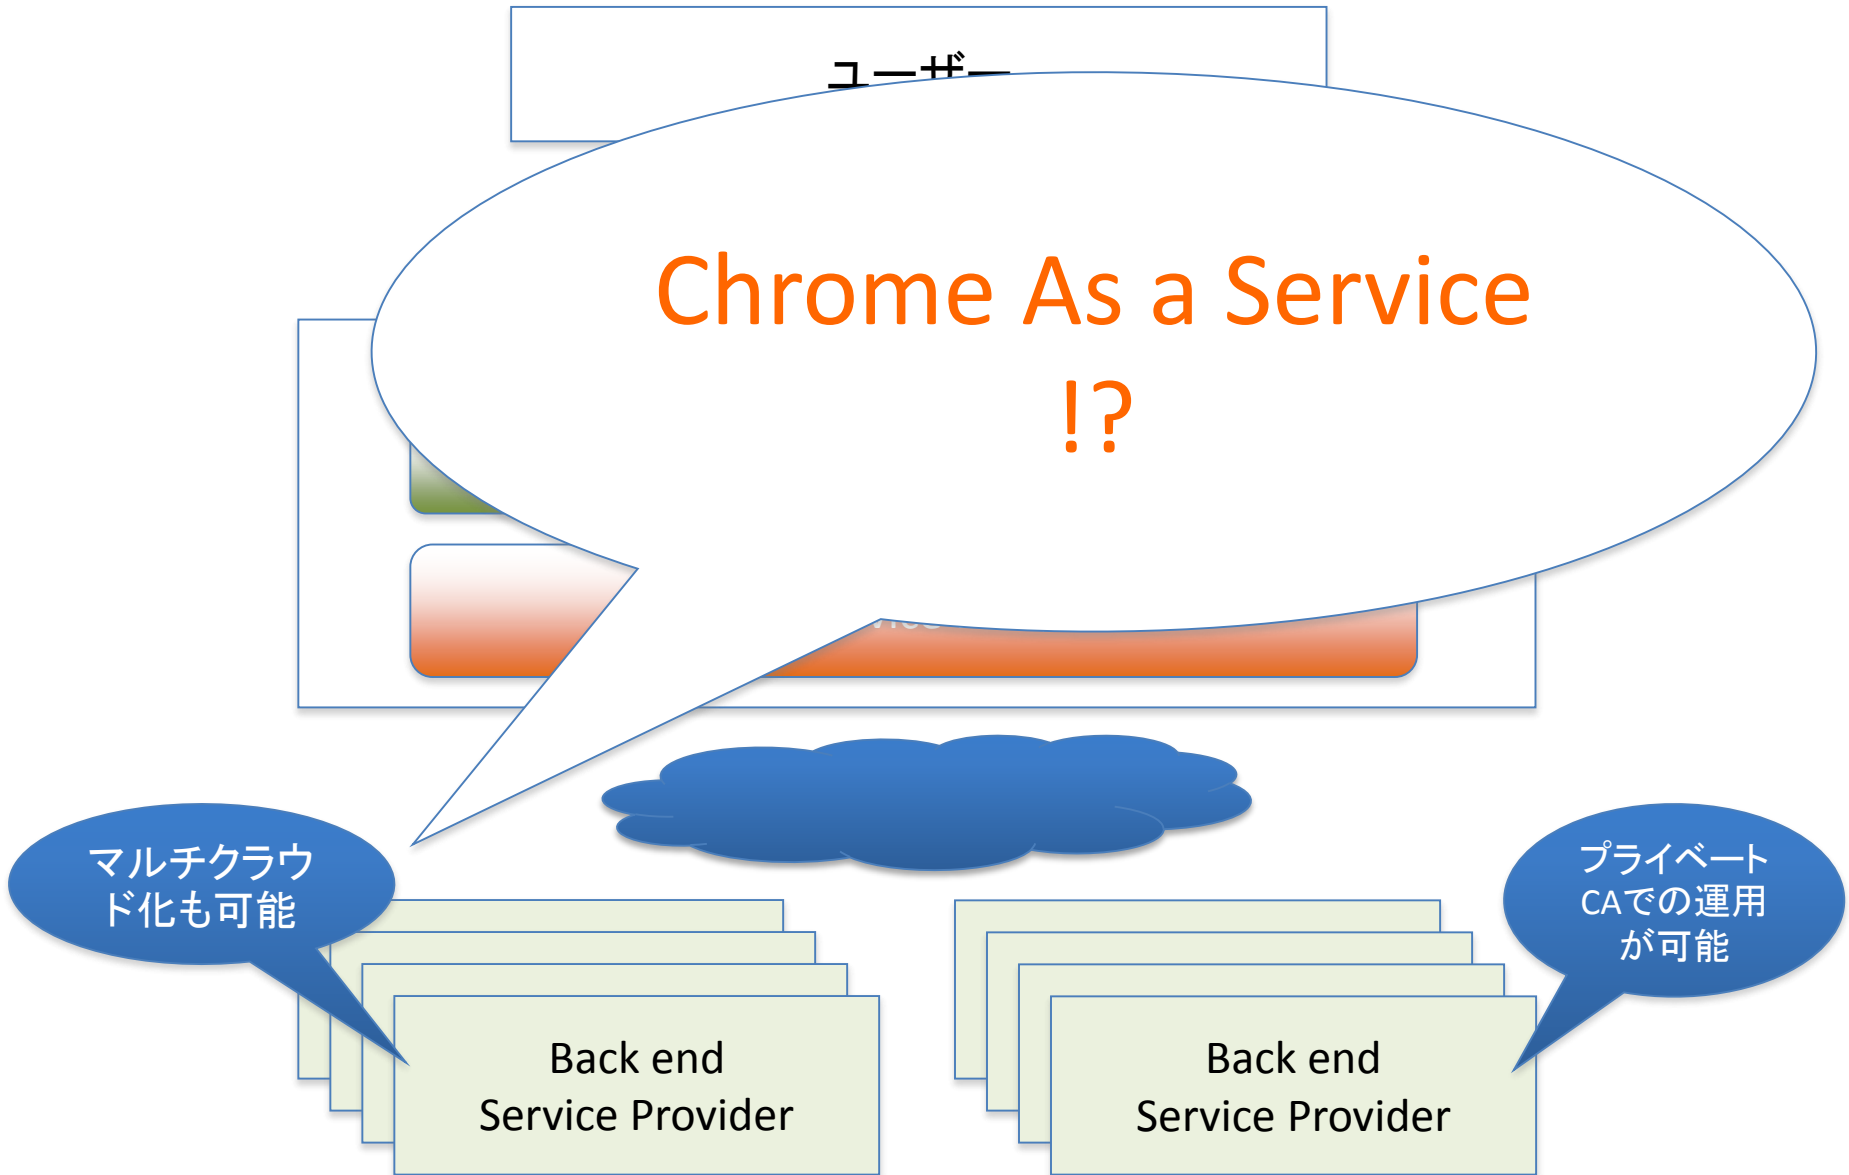 ユーザー
Chrome As a Service
!?
マルチクラウ
ド化も可能
プライベート
CAでの運用
が可能
Back end
Service Provider
Back end
Service Provider